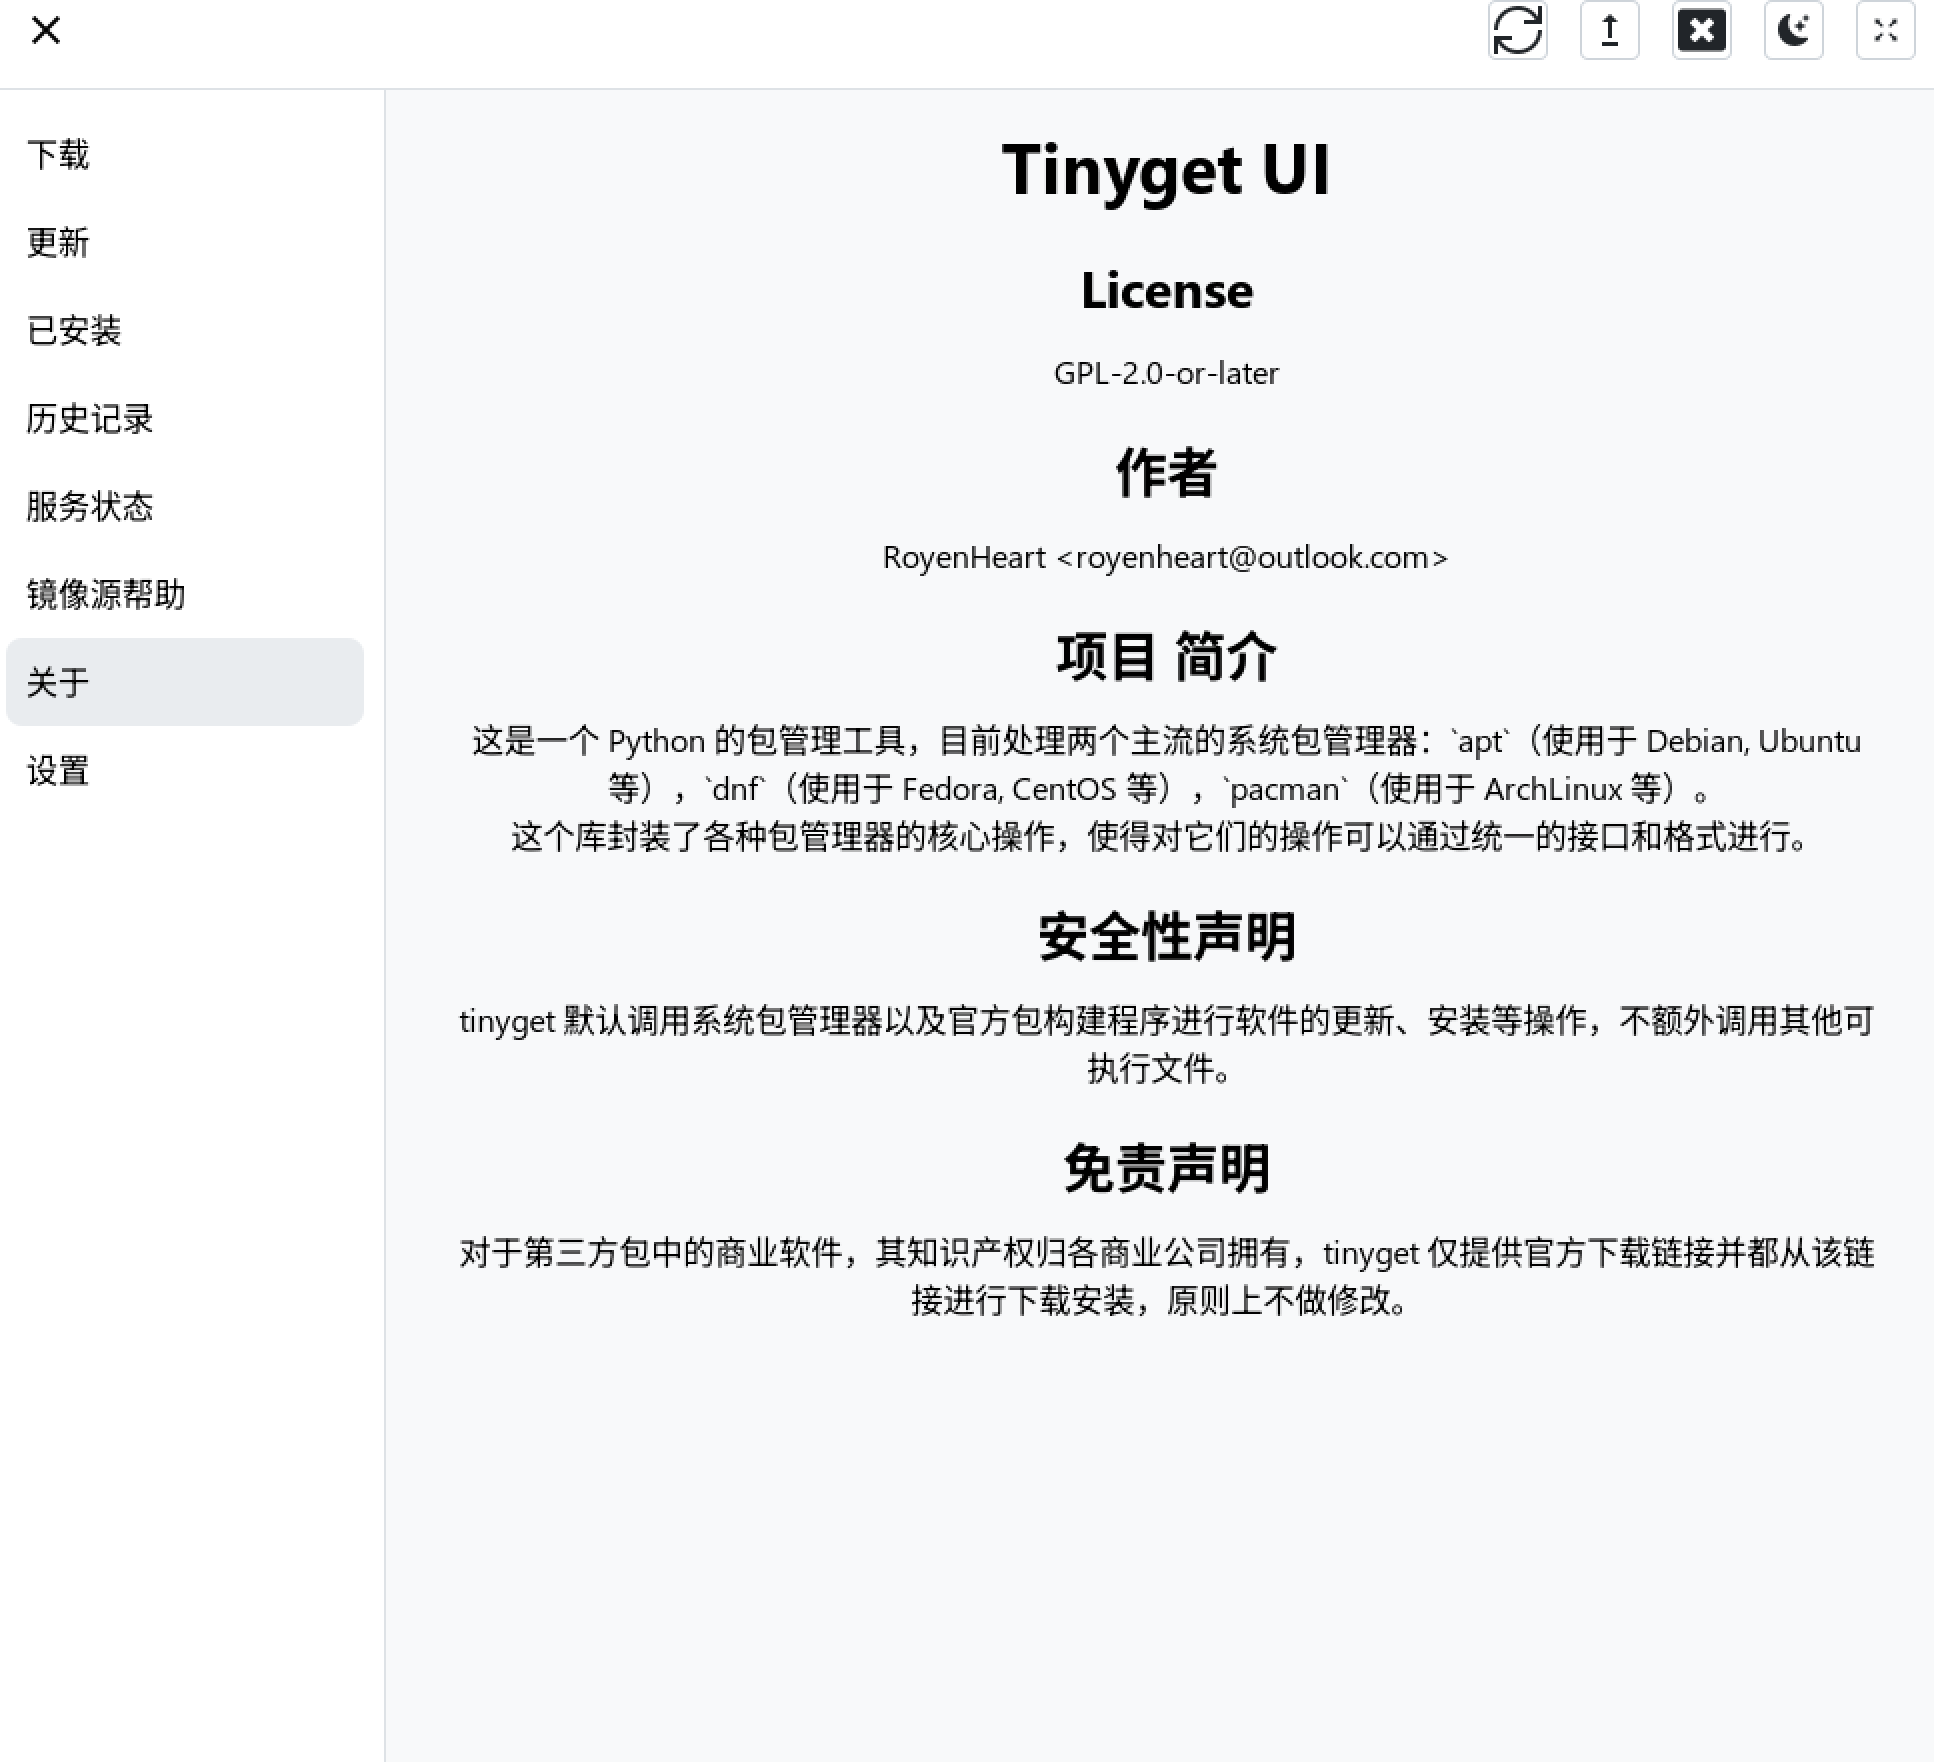 下载
更新
已安装
历史记录
服务状态
镜像源帮助
关于
设置
Tinyget UI
License
GPL-2.0-or-later
作者
RoyenHeart <royenheart@outlook.com>
项目 简介
这是一个 Python 的包管理工具，目前处理两个主流的系统包管理器：`apt`（使用于 Debian, Ubuntu
等），`dnf`（使用于 Fedora, CentOS 等），`pacman`（使用于 ArchLinux 等）。
这个库封装了各种包管理器的核心操作，使得对它们的操作可以通过统一的接口和格式进行。
安全性声明
tinyget 默认调用系统包管理器以及官方包构建程序进行软件的更新、安装等操作，不额外调用其他可
执行文件。
免责声明
对于第三方包中的商业软件，其知识产权归各商业公司拥有，tinyget 仅提供官方下载链接并都从该链
接进行下载安装，原则上不做修改。